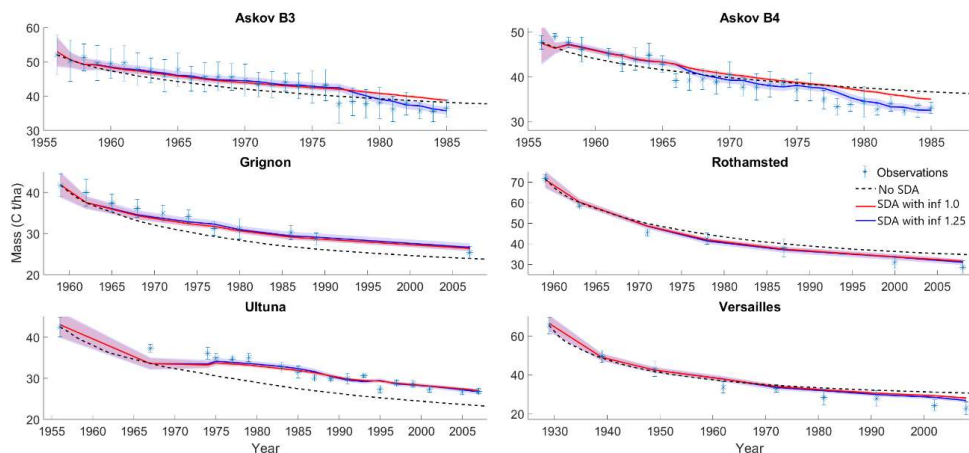 Askov B3
Askov B4
60
50
40
30
1955 1960 1965 1970 1975 1980 1985
50
40
30
1955 1960 1965 1970 1975 1980 1985
Grignon
Rothamsted
Mass (C t/ha)
40
30
20
1960 1965 1970 1975 1980 1985 1990 1995 2000 2005
70
60
50
40
30
1960 1965 1970 1975 1980 1985 1990 1995 2000 2005
Observations
No SDA
SDA with inf 1.0
SDA with inf 1.25
Ultuna
Versailles
40
30
20
1955 1960 1965 1970 1975 1980 1985 1990 1995 2000 2005
Year
60
40
20
1930 1940 1950 1960 1970 1980 1990 2000
Year